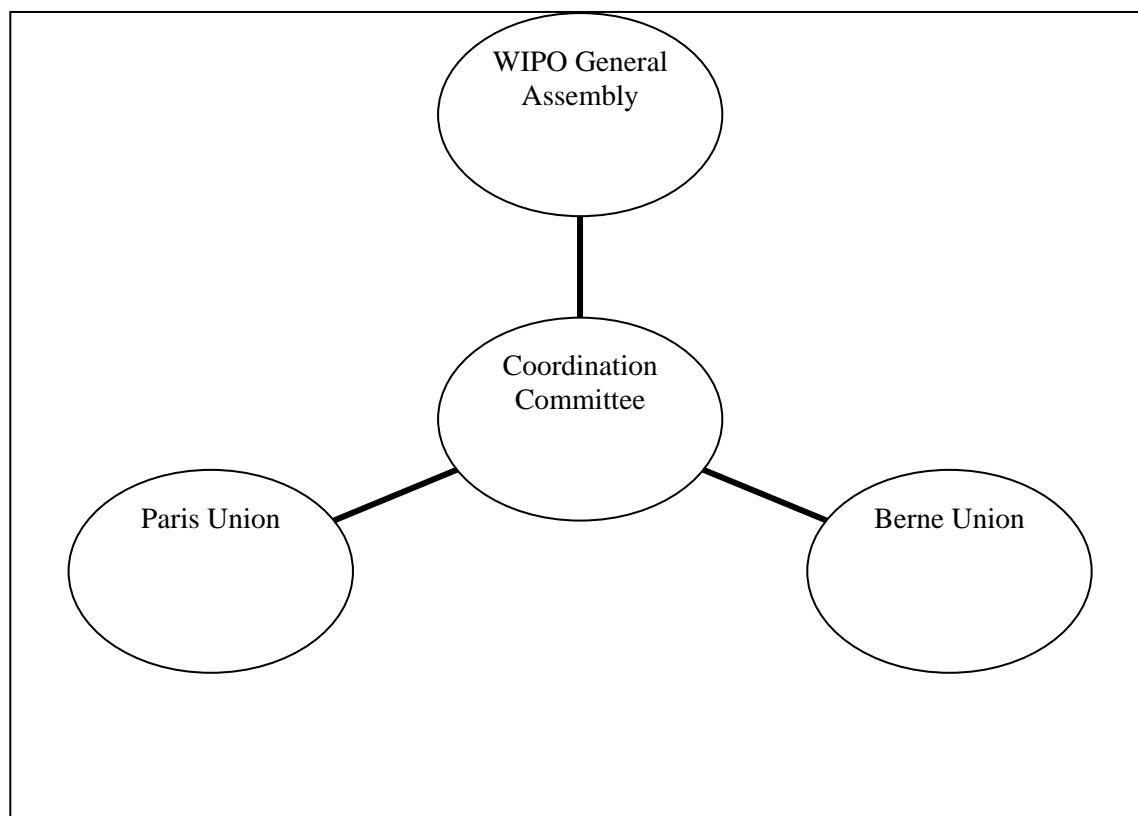 WIPO General
Assembly
Coordination
Committee
Paris Union
Berne Union